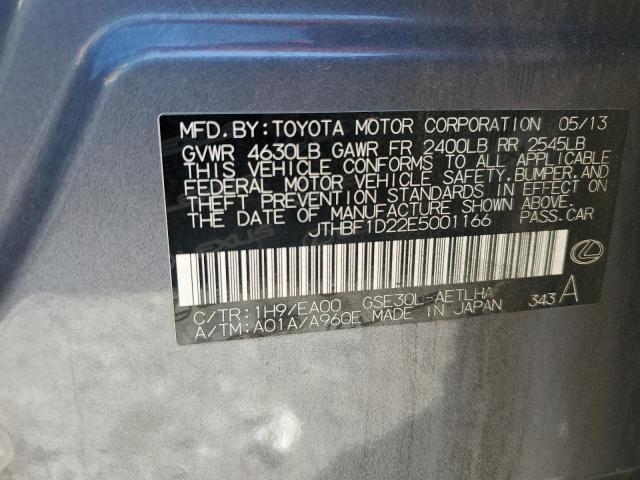 MFD.BY:TOYOTA MOTOR CORPORATION 05/13
GVWR 4630LB GAWR FR 2400LB RR 2545LB
THIS VEHICLE CONFORMS TO ALL APPLICABLE
FEDERAL MOTOR VEHICLE SAFETY,BUMPER,AND
THEFT PREVENTION STANDARDS IN EFFECT ON
THE DATE OF MANUFACTURE SHOWN ABOVE.
JTHBF1D22E5001166 PASS.CAR
C/TR:1H9/EA00 GSE30L-AETLHA
A/TM:A01A/A960E MADE IN JAPAN 343 A